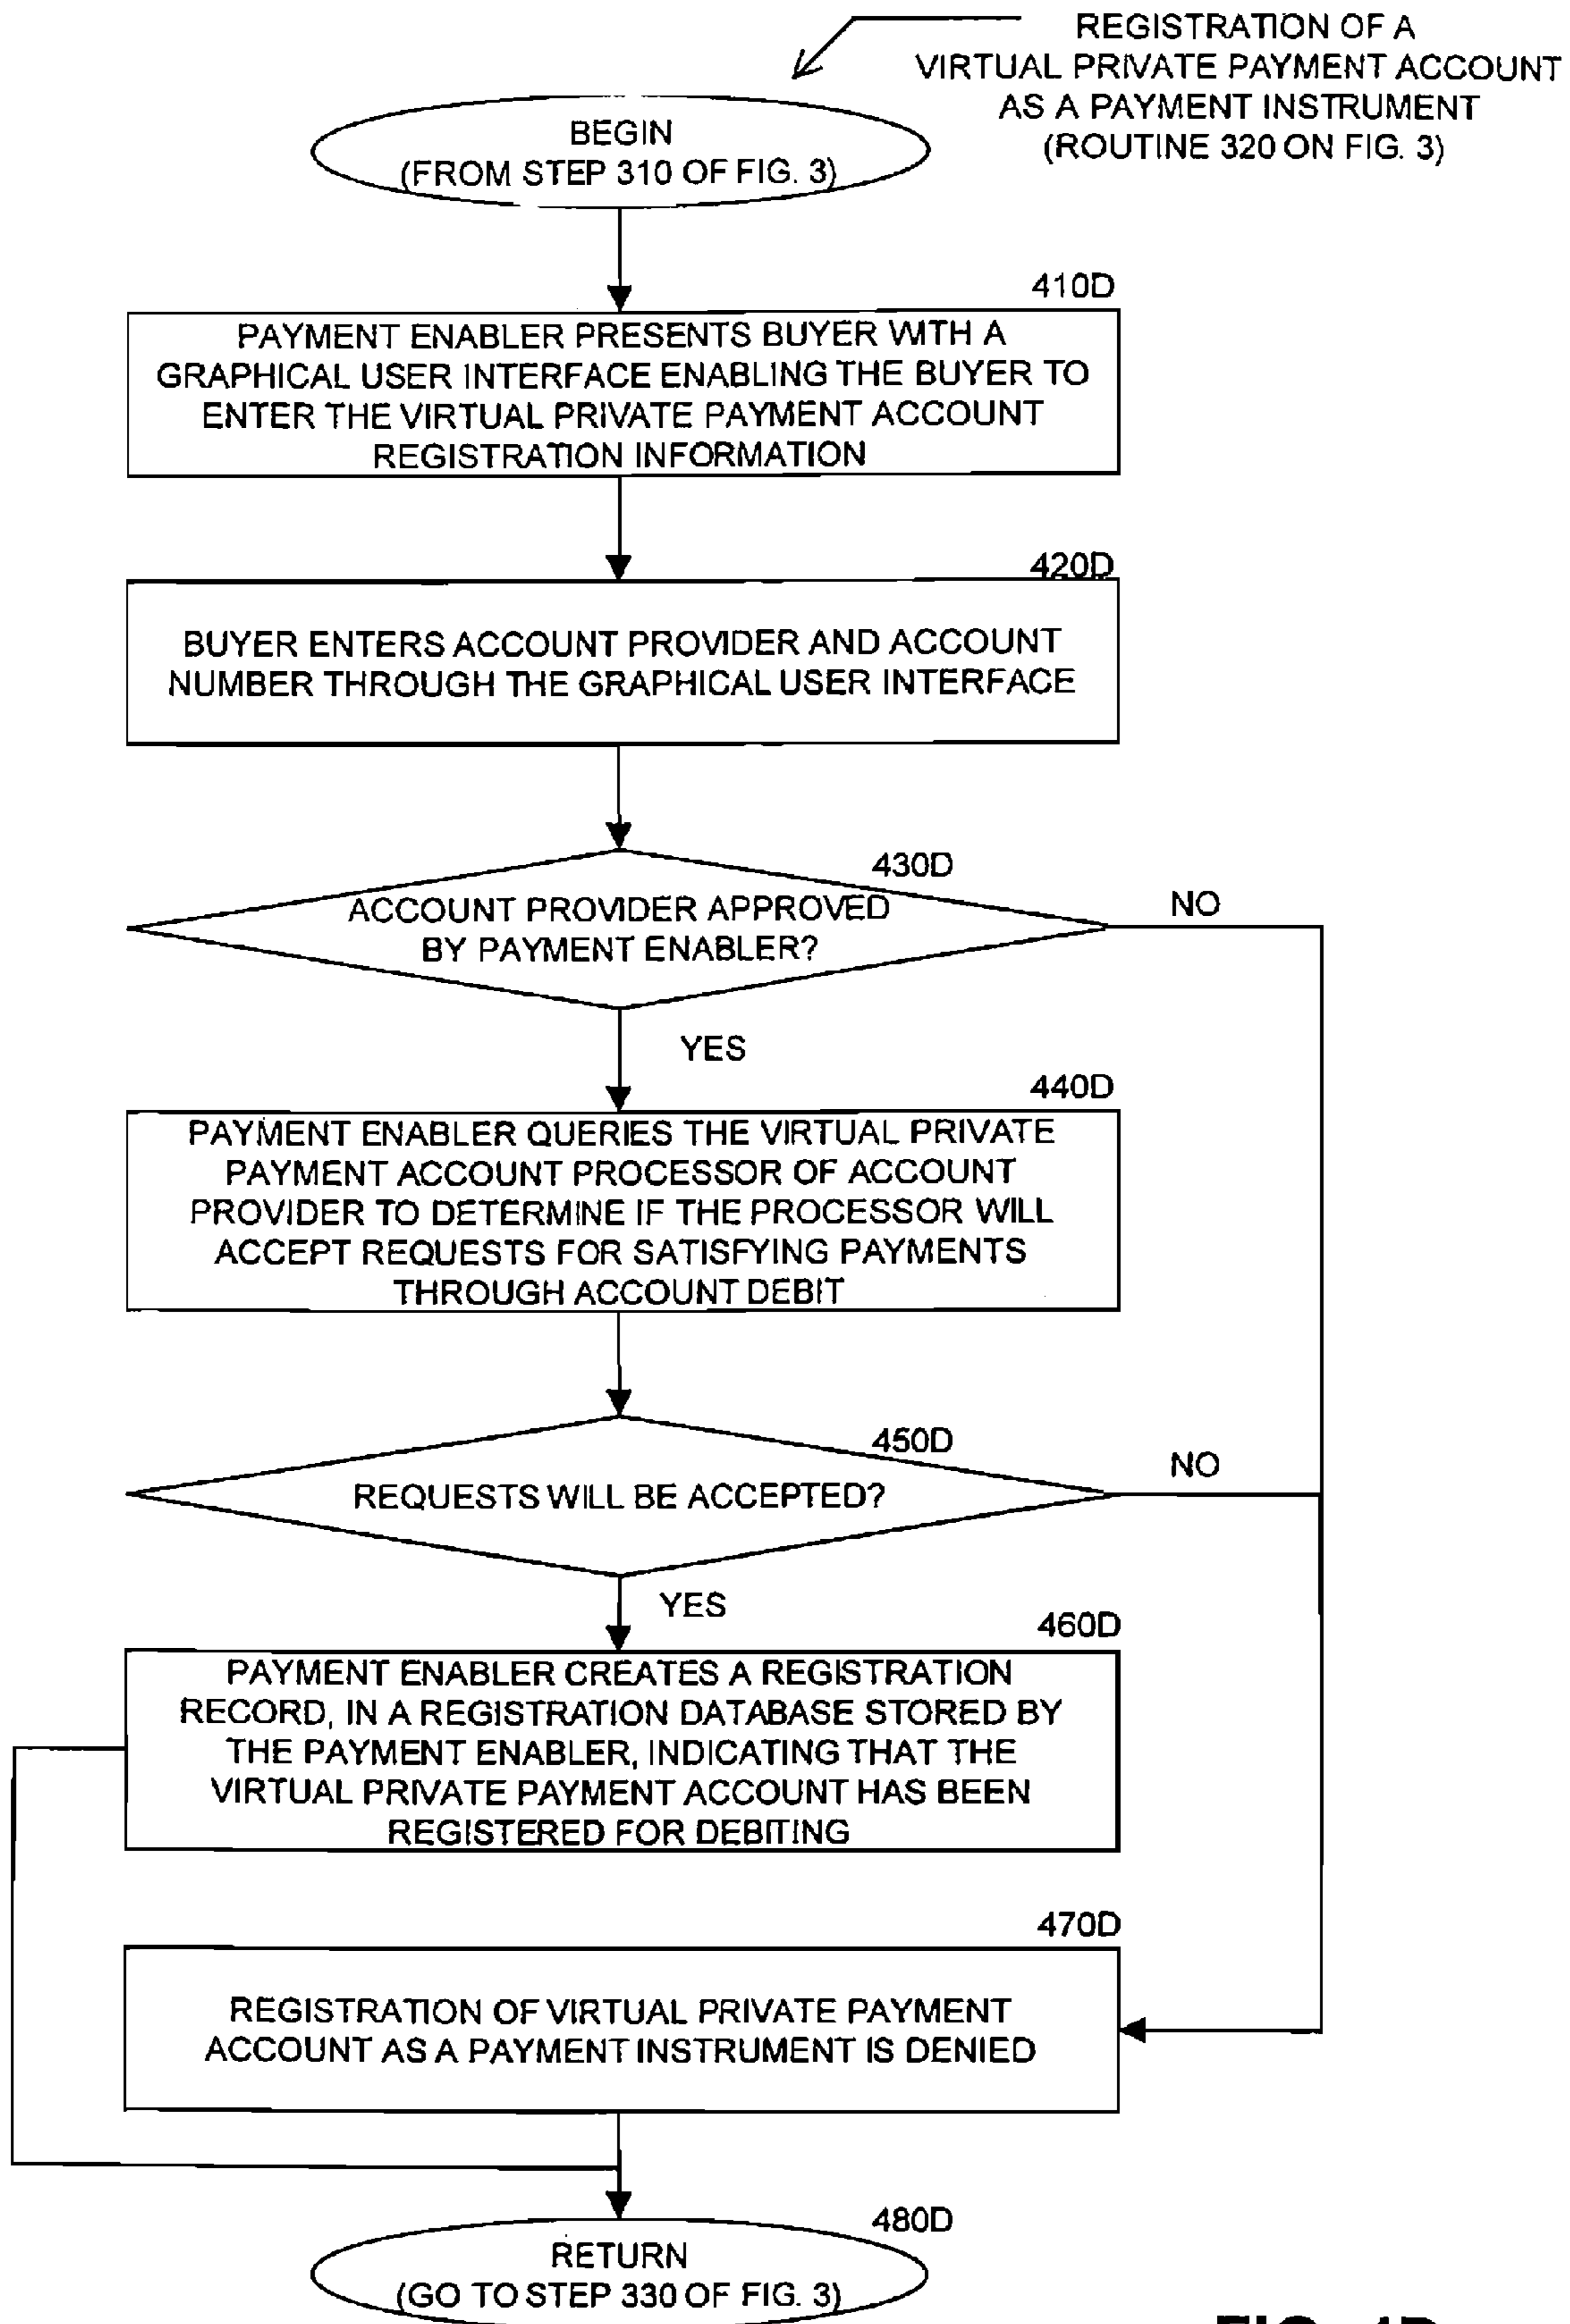 REGISTRATION OF A
VIRTUAL PRIVATE PAYMENT ACCOUNT
AS A PAYMENT INSTRUMENT
(ROUTINE 320 ON FIG. 3)
BEGIN
(FROM STEP 310 OF FIG. 3)
410D
PAYMENT ENABLER PRESENTS BUYER WITH A
GRAPHICAL USER INTERFACE ENABLING THE BUYER TO
ENTER THE VIRTUAL PRIVATE PAYMENT ACCOUNT
REGISTRATION INFORMATION
420D
BUYER ENTERS ACCOUNT PROVIDER AND ACCOUNT
NUMBER THROUGH THE GRAPHICAL USER INTERFACE
430D
ACCOUNT PROVIDER APPROVED
BY PAYMENT ENABLER?
NO
YES
440D
PAYMENT ENABLER QUERIES THE VIRTUAL PRIVATE
PAYMENT ACCOUNT PROCESSOR OF ACCOUNT
PROVIDER TO DETERMINE IF THE PROCESSOR WILL
ACCEPT REQUESTS FOR SATISFYING PAYMENTS
THROUGH ACCOUNT DEBIT
450D
REQUESTS WILL BE ACCEPTED?
NO
YES
460D
PAYMENT ENABLER CREATES A REGISTRATION
RECORD, IN A REGISTRATION DATABASE STORED BY
THE PAYMENT ENABLER, INDICATING THAT THE
VIRTUAL PRIVATE PAYMENT ACCOUNT HAS BEEN
REGISTERED FOR DEBITING
470D
REGISTRATION OF VIRTUAL PRIVATE PAYMENT
ACCOUNT AS A PAYMENT INSTRUMENT IS DENIED
480D
RETURN
(GO TO STEP 330 OF FIG. 3)